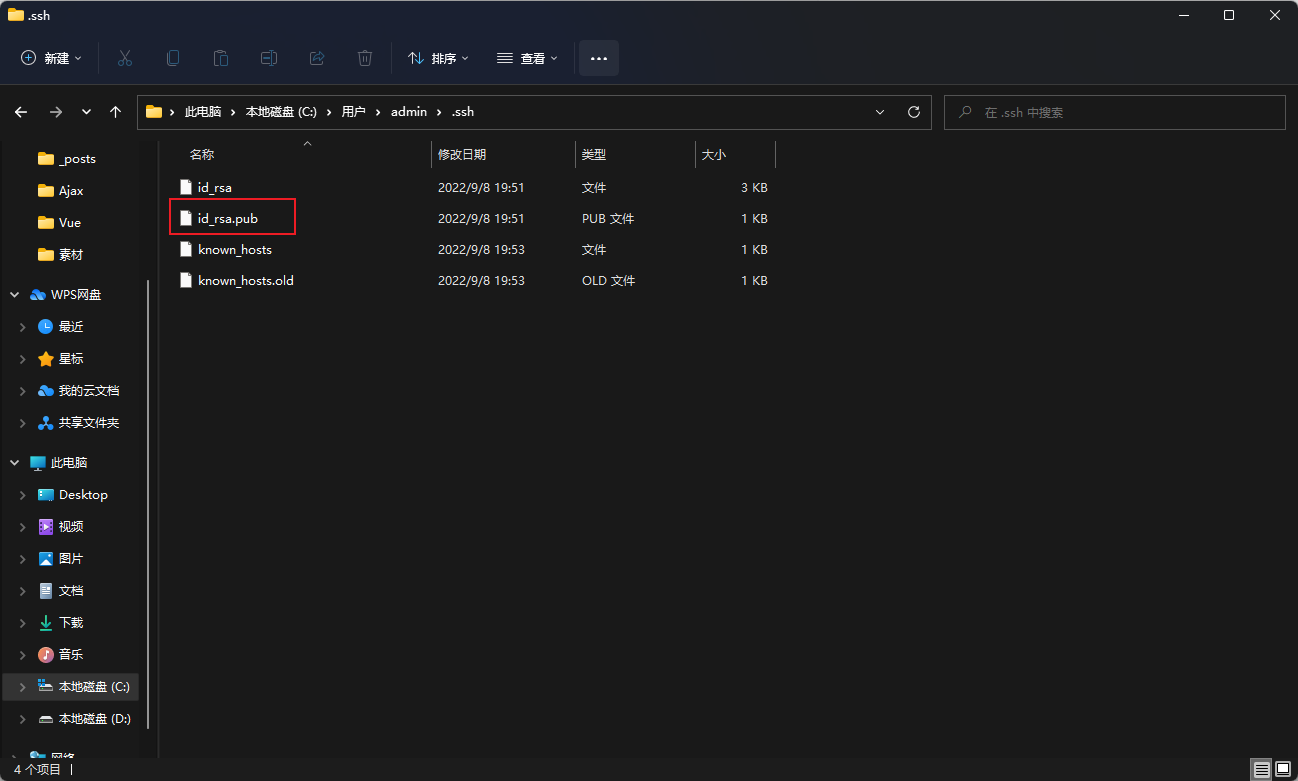 .ssh
新建 排序 查看
此电脑 本地磁盘 (C:) 用户 admin .ssh 在 .ssh 中搜索
名称 修改日期 类型 大小
id_rsa 2022/9/8 19:51 文件 3 KB
id_rsa.pub 2022/9/8 19:51 PUB 文件 1 KB
known_hosts 2022/9/8 19:53 文件 1 KB
known_hosts.old 2022/9/8 19:53 OLD 文件 1 KB
_posts
Ajax
Vue
素材
WPS网盘
最近
星标
我的云文档
共享文件夹
此电脑
Desktop
视频
图片
文档
下载
音乐
本地磁盘 (C:)
本地磁盘 (D:)
网络
4 个项目